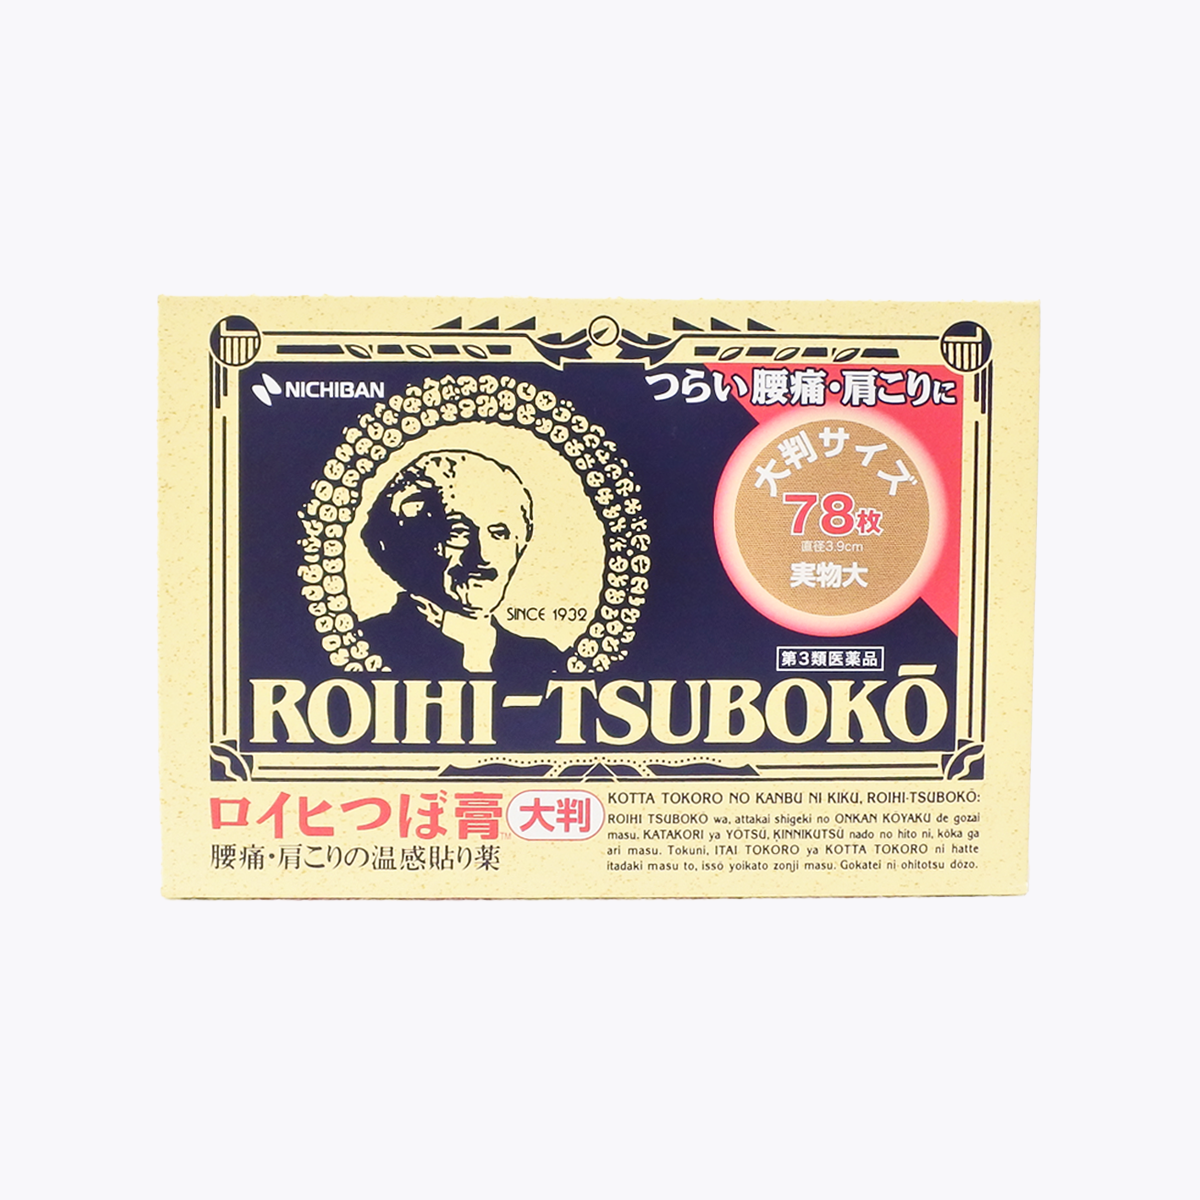 NICHIBAN
つらい腰痛・肩こりに
大判サイズ
78枚
直径3.9cm
実物大
SINCE 1932
第3類医薬品
ROIHI-TSUBOKŌ
ロイヒつぼ膏™ 大判
腰痛・肩こりの温感貼り薬
KOTTA TOKORO NO KANBU NI KIKU, ROIHI-TSUBOKŌ:
ROIHI TSUBOKŌ wa, attakai shigeki no ONKAN KŌYAKU de gozai
masu. KATAKORI ya YŌTSŪ, KINNIKUTSŪ nado no hito ni, kōka ga
ari masu. Tokuni, ITAI TOKORO ya KOTTA TOKORO ni hatte
itadaki masu to, issō yoikato zonji masu. Gokatei ni ohitotsu dōzo.